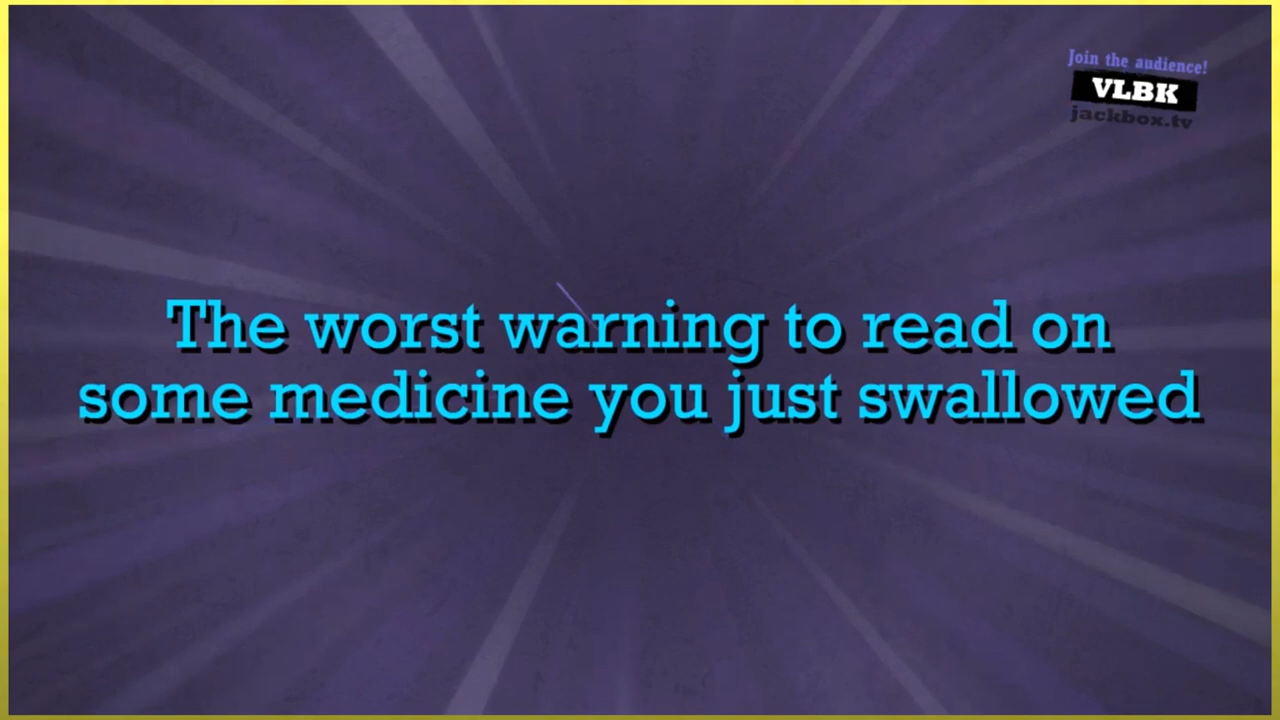 Join the audience!
VLBK
jackbox.tv
The worst warning to read on
some medicine you just swallowed